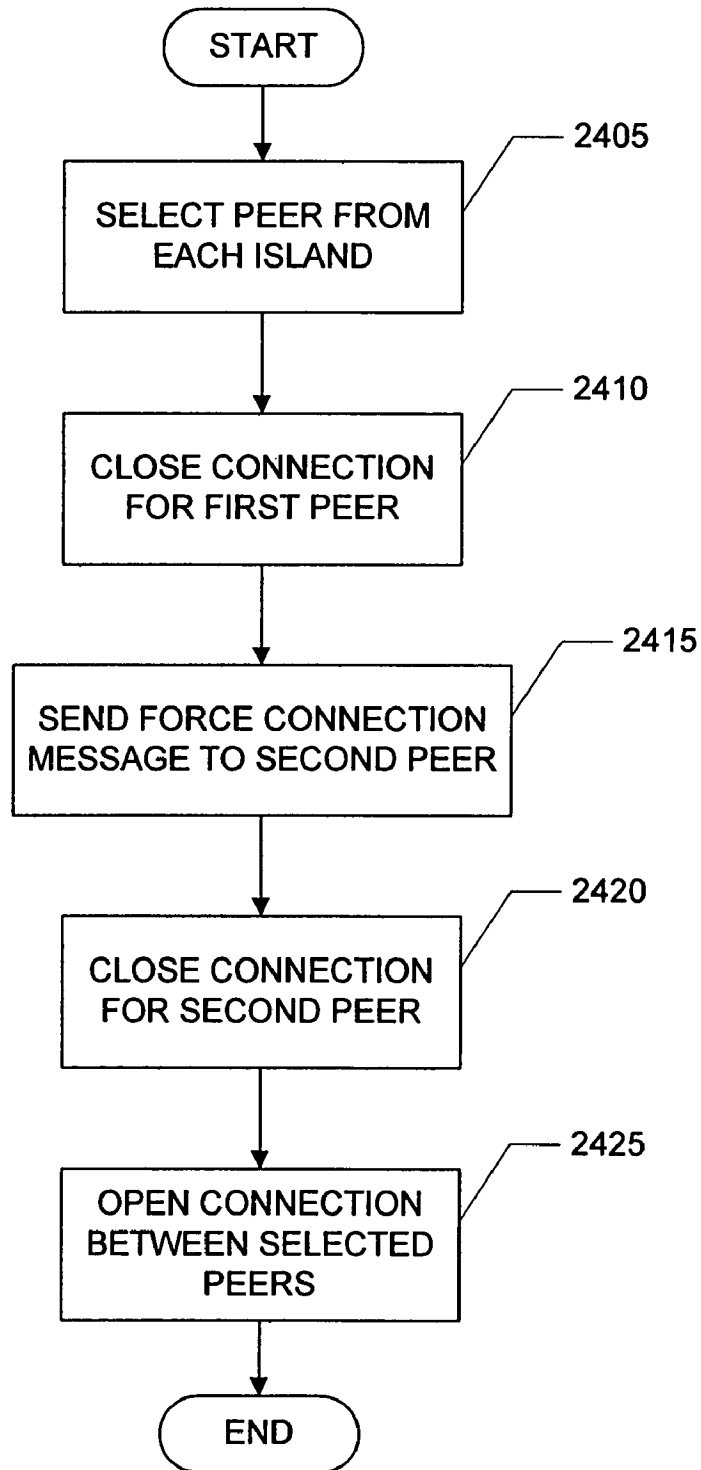 START
2405
SELECT PEER FROM
EACH ISLAND
2410
CLOSE CONNECTION
FOR FIRST PEER
2415
SEND FORCE CONNECTION
MESSAGE TO SECOND PEER
2420
CLOSE CONNECTION
FOR SECOND PEER
2425
OPEN CONNECTION
BETWEEN SELECTED
PEERS
END